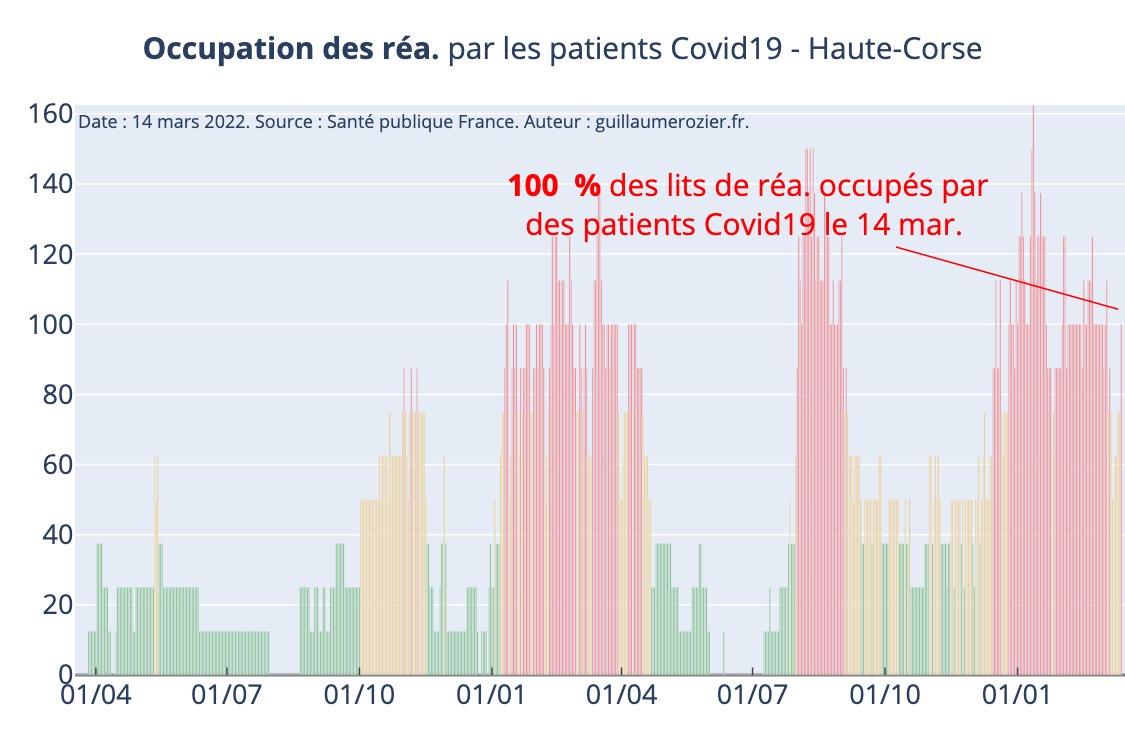 Occupation des réa. par les patients Covid19 - Haute-Corse
160
Date : 14 mars 2022. Source : Santé publique France. Auteur : guillaumerozier.fr.
140
100 % des lits de réa. occupés par
des patients Covid19 le 14 mar.
120
100
80
60
40
20
0
01/04 01/07 01/10 01/01 01/04 01/07 01/10 01/01